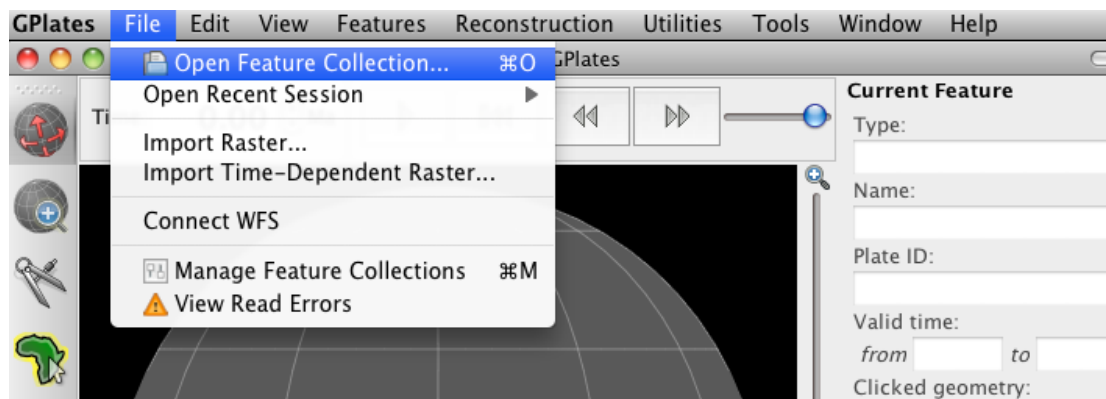 GPlates File Edit View Features Reconstruction Utilities Tools Window Help
GPlates
Open Feature Collection... ⌘O
Open Recent Session
Import Raster...
Import Time-Dependent Raster...
Connect WFS
Manage Feature Collections ⌘M
View Read Errors
Current Feature
Type:
Name:
Plate ID:
Valid time:
from to
Clicked geometry: